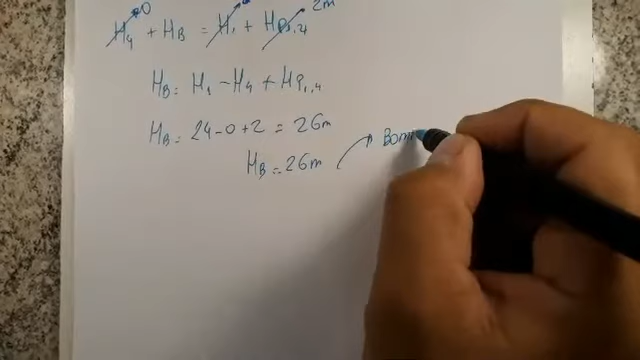 0 2m
H4 + HB = H1 + HP1,4
HB = H1 - H4 + HP1,4
HB = 24 - 0 + 2 = 26m
HB = 26m Bom